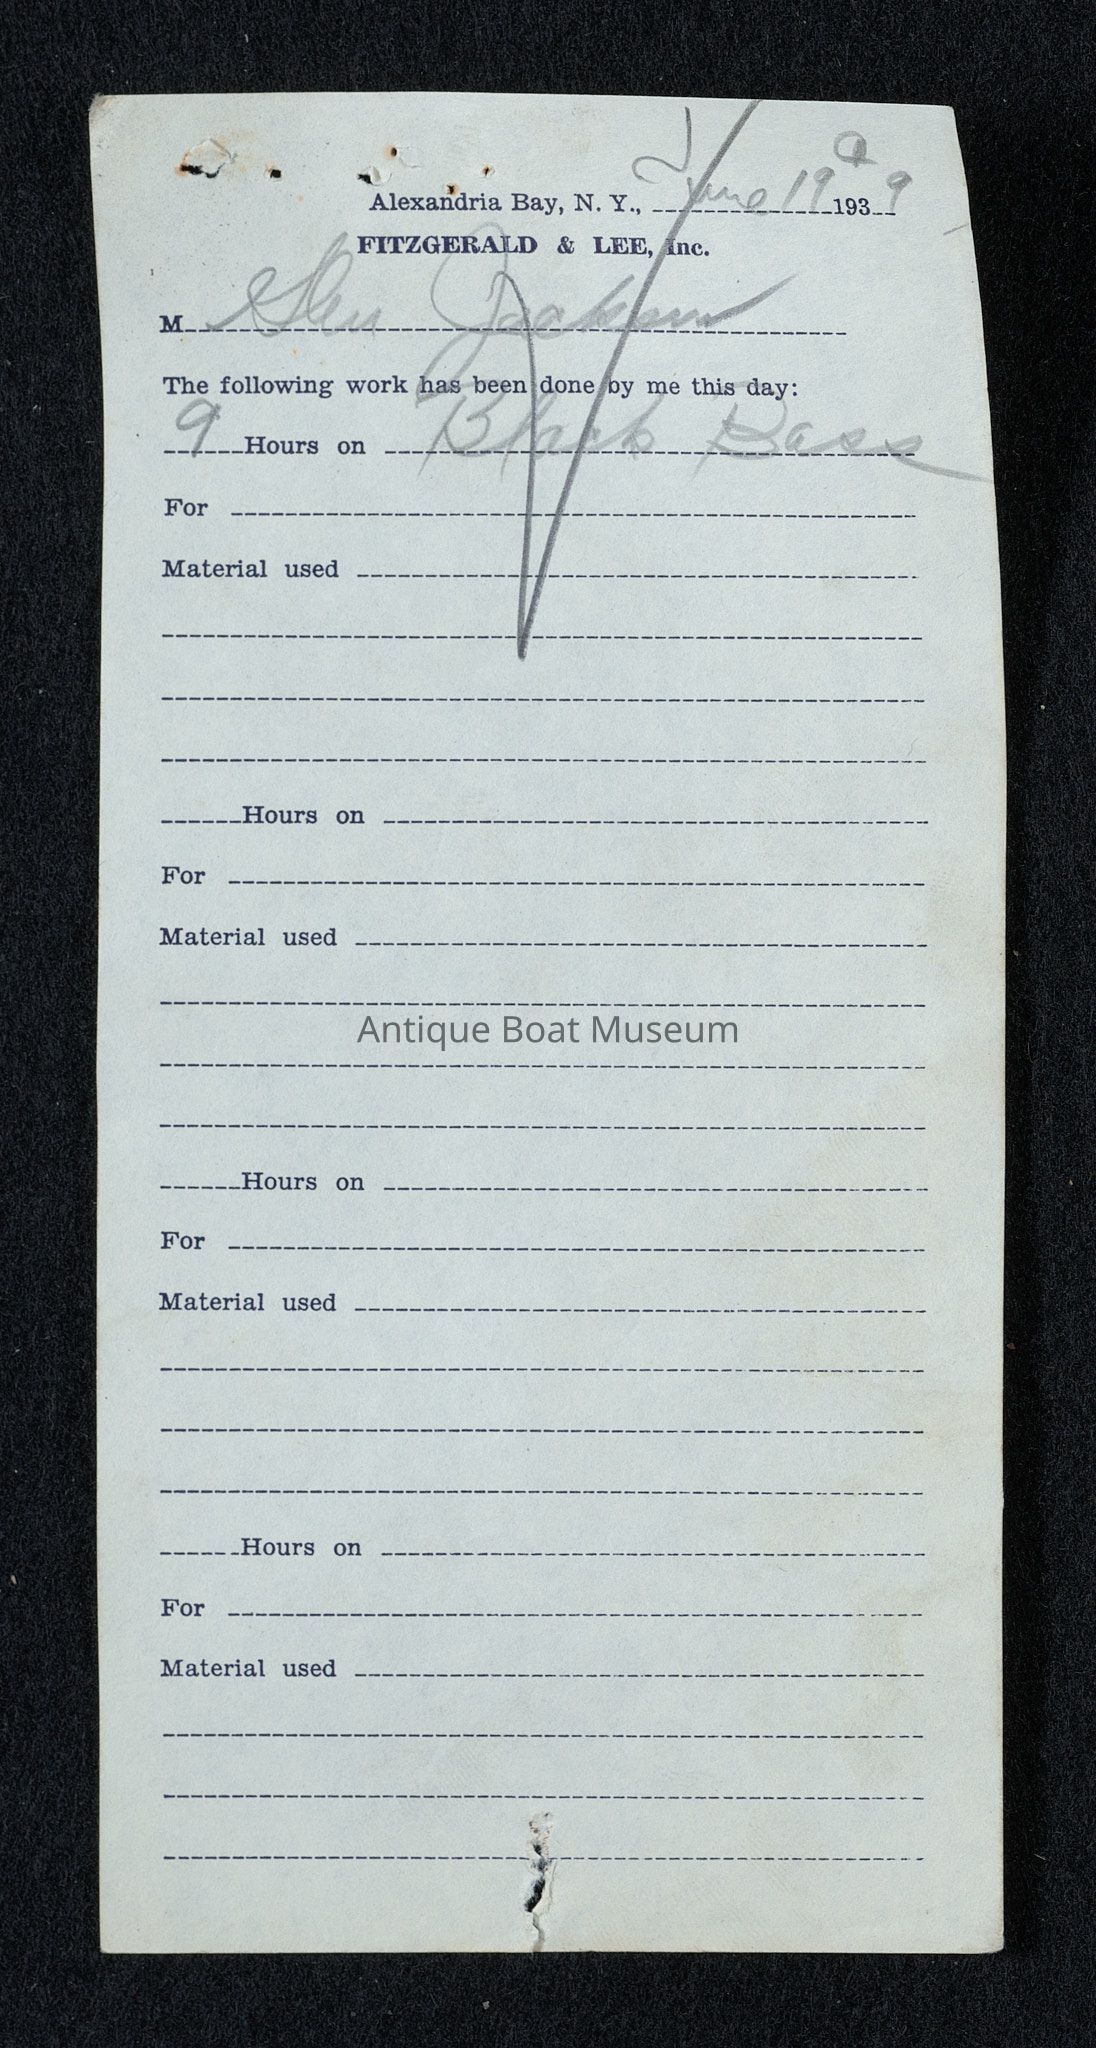 9
Alexandria Bay, N. Y., June 19 1939
FITZGERALD & LEE, Inc.
M Glen Jackson
The following work has been done by me this day:
9 Hours on Black Bass
For
Material used
Hours on
For
Material used
Antique Boat Museum
Hours on
For
Material used
Hours on
For
Material used